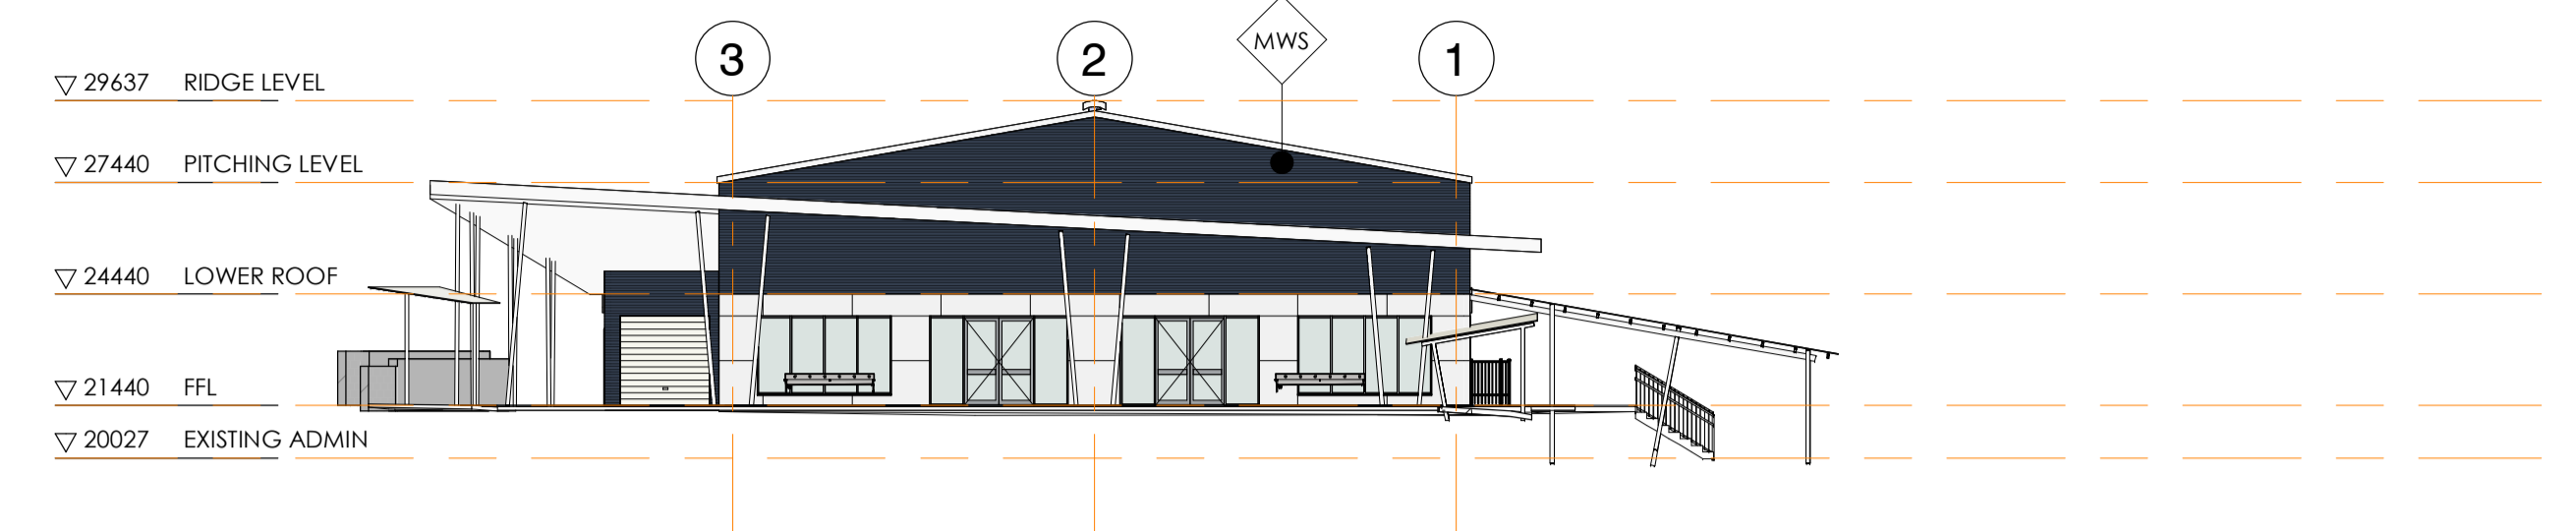 3
2
MWS
1
29637 RIDGE LEVEL
27440 PITCHING LEVEL
24440 LOWER ROOF
21440 FFL
20027 EXISTING ADMIN